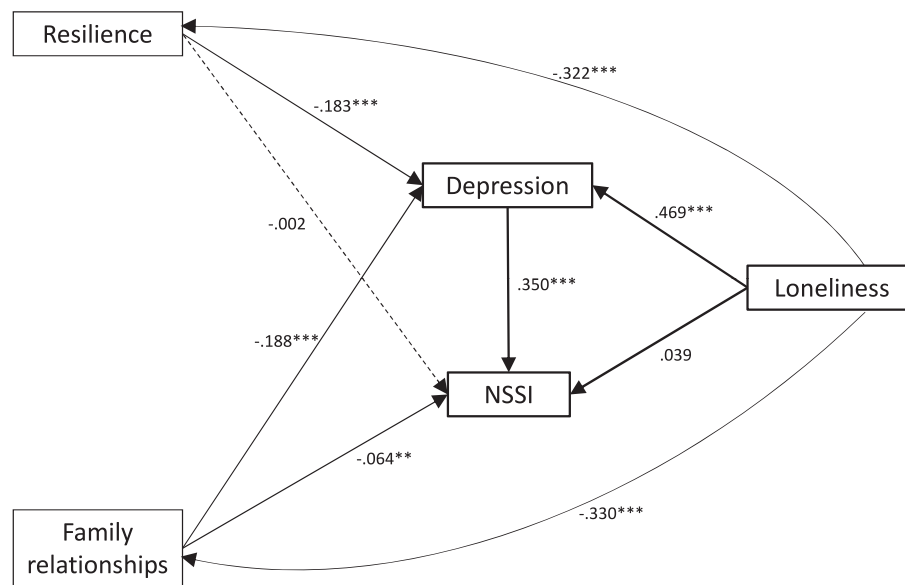 Resilience
-.322***
-.183***
Depression
.469***
-.002
.350***
Loneliness
-.188***
.039
NSSI
-.064**
-.330***
Family
relationships